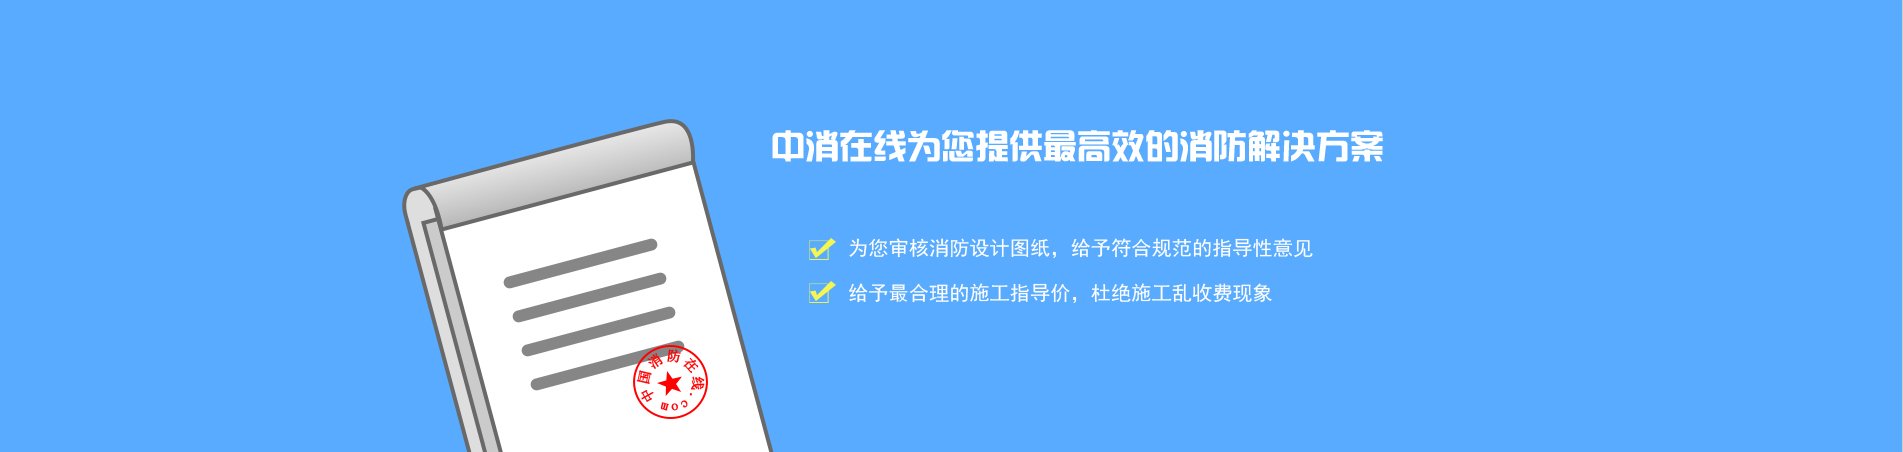 中消在线为您提供最高效的消防解决方案
为您审核消防设计图纸，给予符合规范的指导性意见
给予最合理的施工指导价，杜绝施工乱收费现象
中国消防在线.com